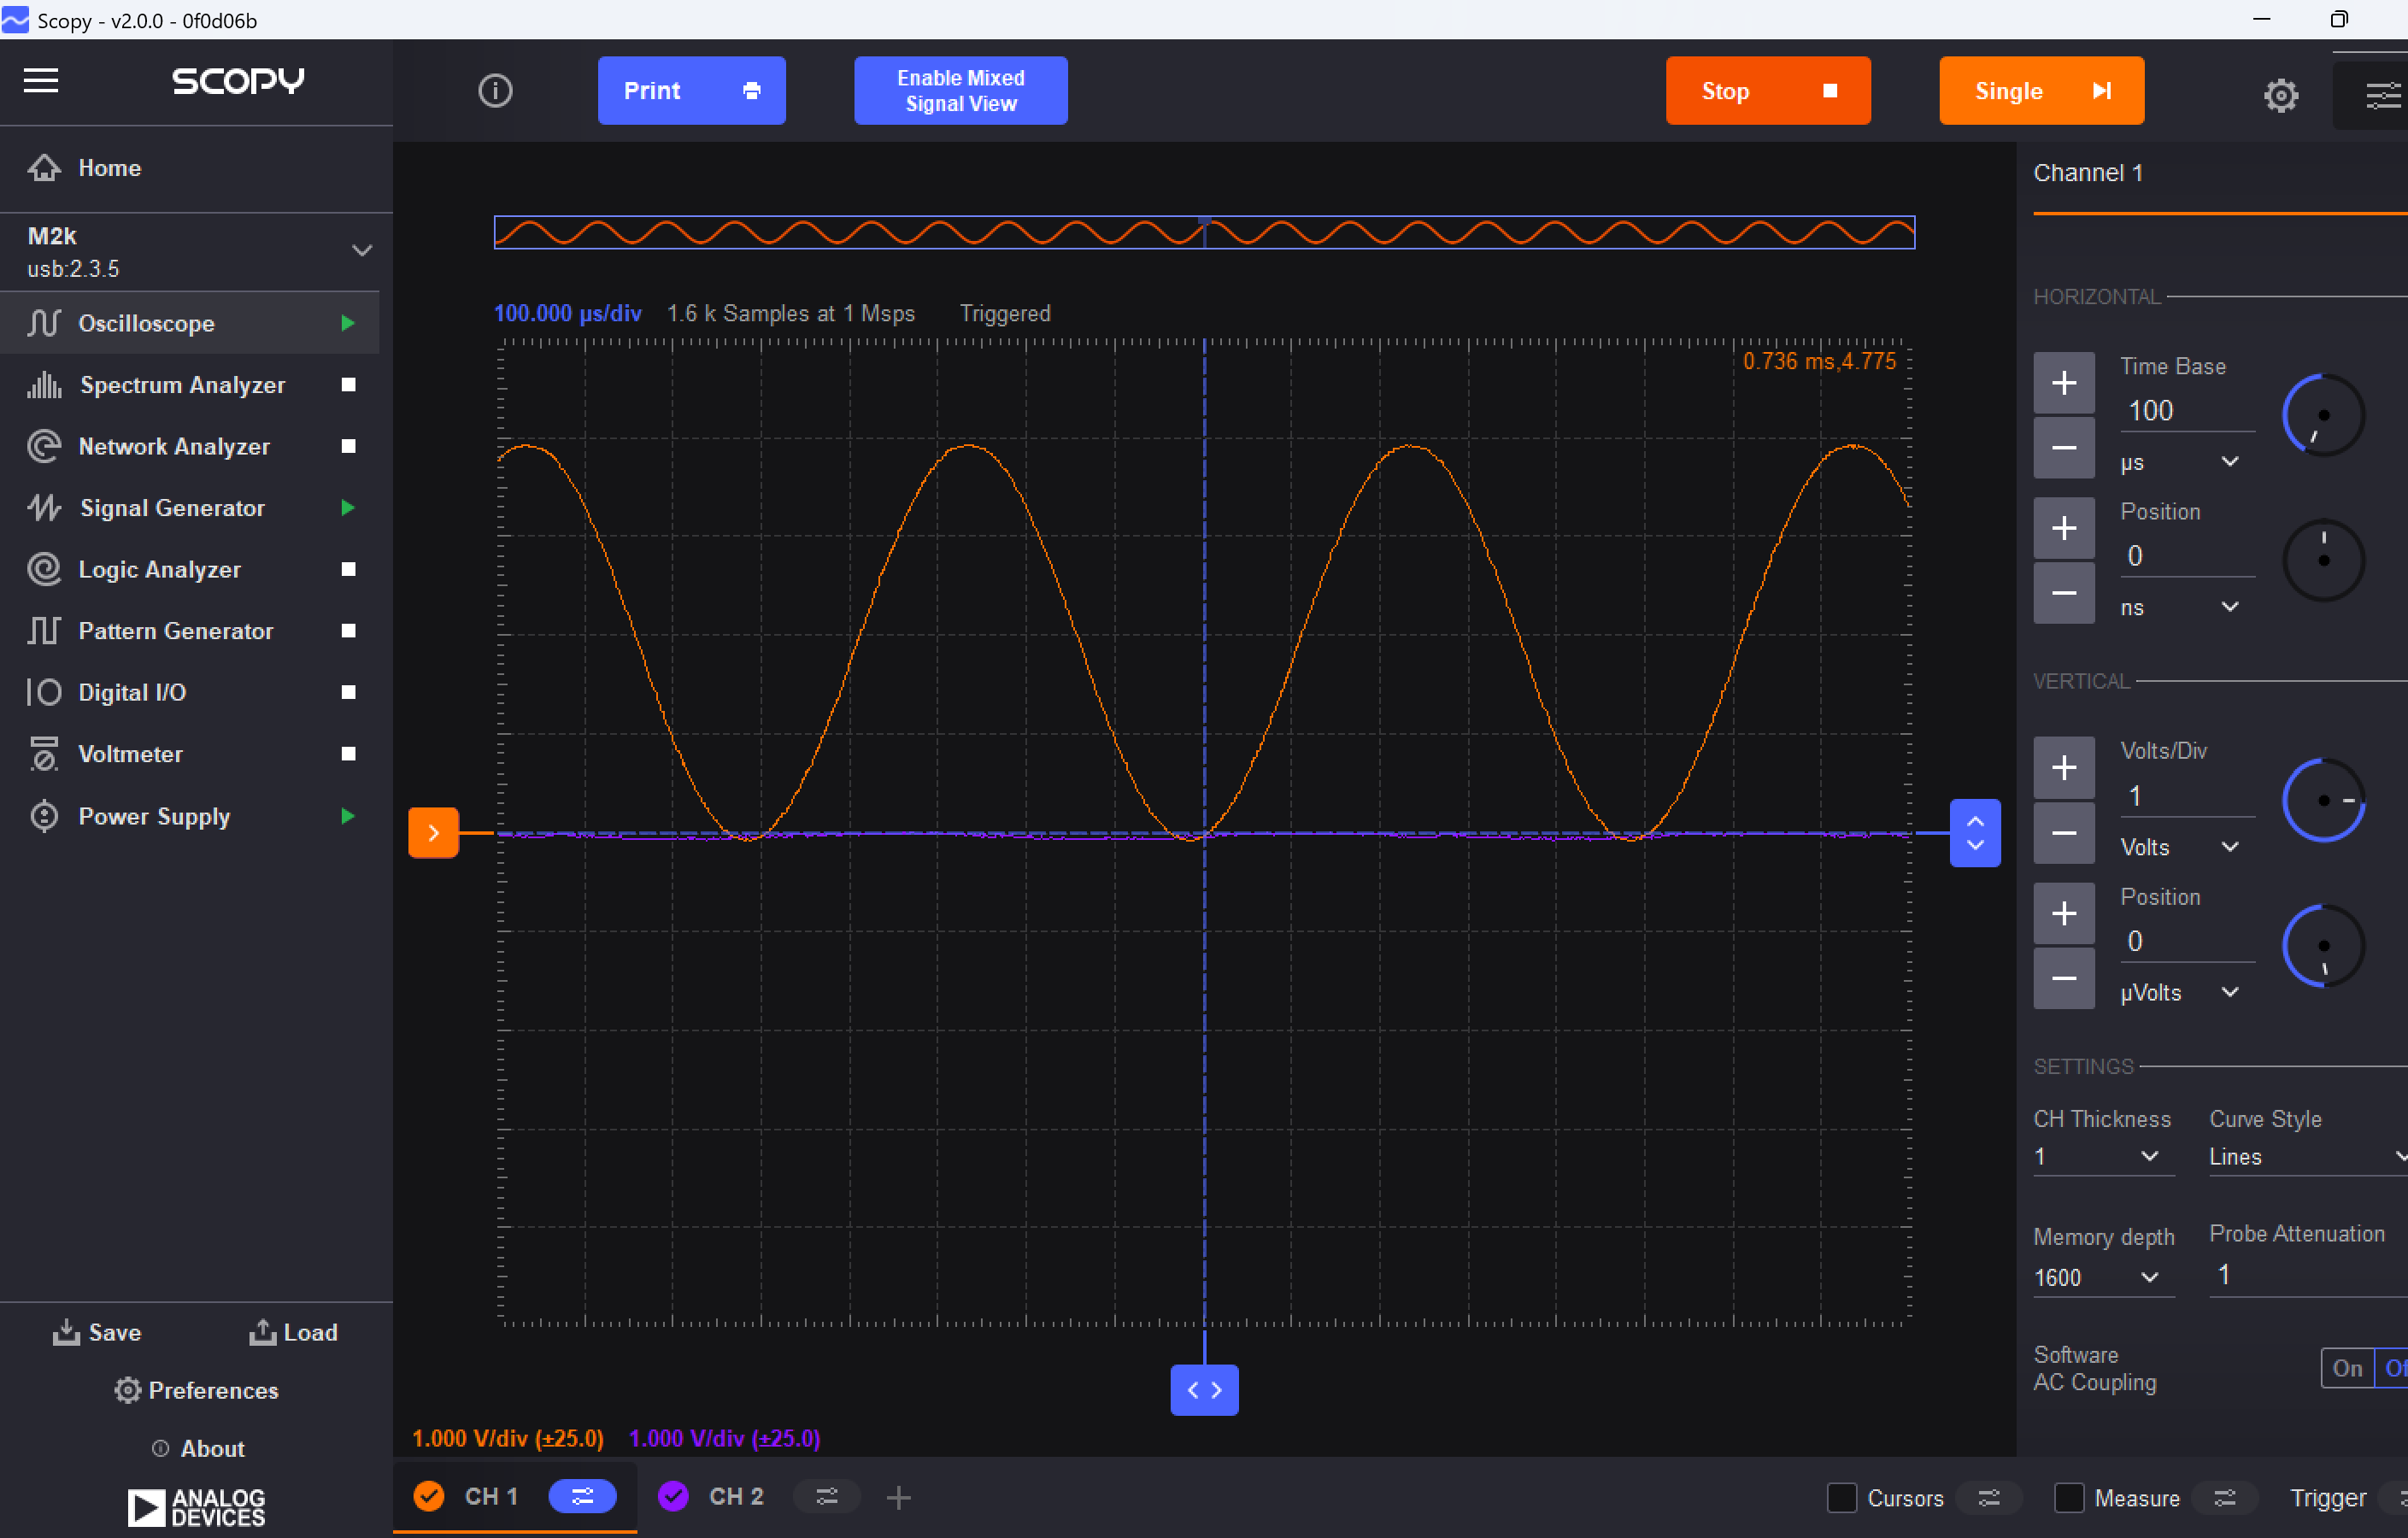 Scopy - v2.0.0 - 0f0d06b
SCOPY
Print
Enable Mixed
Signal View
Stop
Single
Home
M2k
usb:2.3.5
Oscilloscope
Spectrum Analyzer
Network Analyzer
Signal Generator
Logic Analyzer
Pattern Generator
Digital I/O
Voltmeter
Power Supply
Save
Load
Preferences
About
ANALOG
DEVICES
100.000 µs/div 1.6 k Samples at 1 Msps Triggered
0.736 ms,4.775
1.000 V/div (±25.0) 1.000 V/div (±25.0)
CH 1
CH 2
Cursors
Measure
Trigger
Channel 1
HORIZONTAL
Time Base
100
µs
Position
0
ns
VERTICAL
Volts/Div
1
Volts
Position
0
µVolts
SETTINGS
CH Thickness Curve Style
1 Lines
Memory depth Probe Attenuation
1600 1
Software
AC Coupling
On